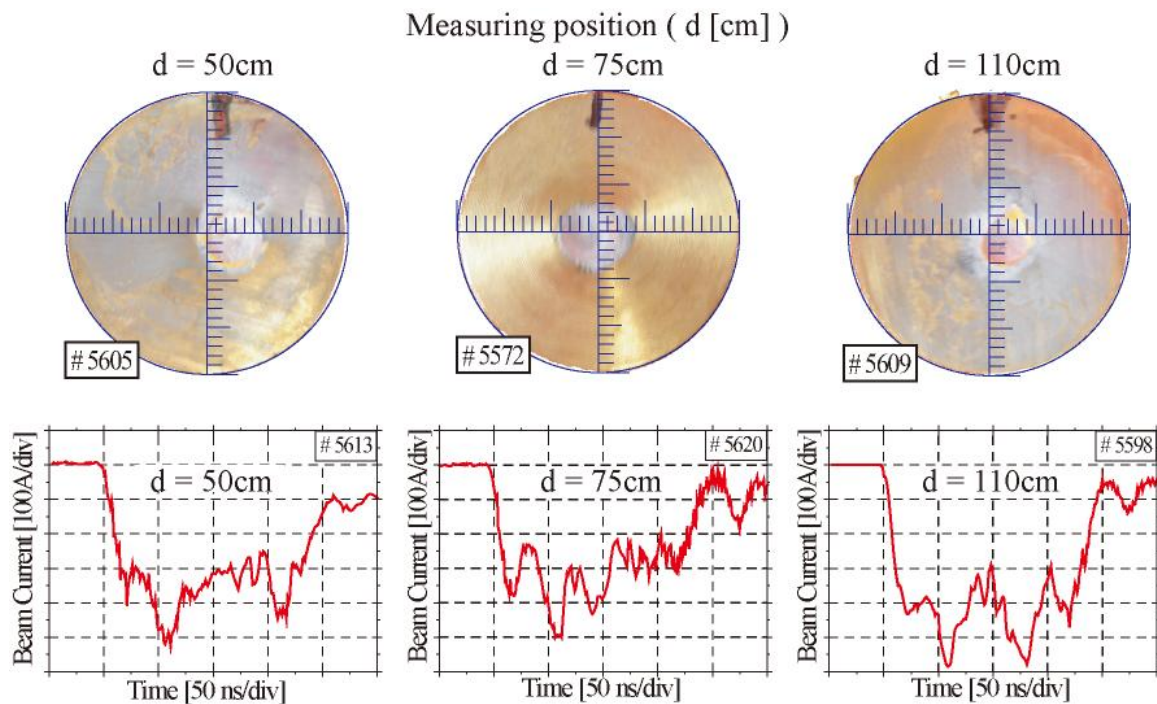 Measuring position ( d [cm] )
d = 50cm
d = 75cm
d = 110cm
# 5605
# 5572
# 5609
Beam Current [100A/div]
# 5613
d = 50cm
Time [50 ns/div]
Beam Current [100A/div]
# 5620
d = 75cm
Time [50 ns/div]
Beam Current [100A/div]
# 5598
d = 110cm
Time [50 ns/div]